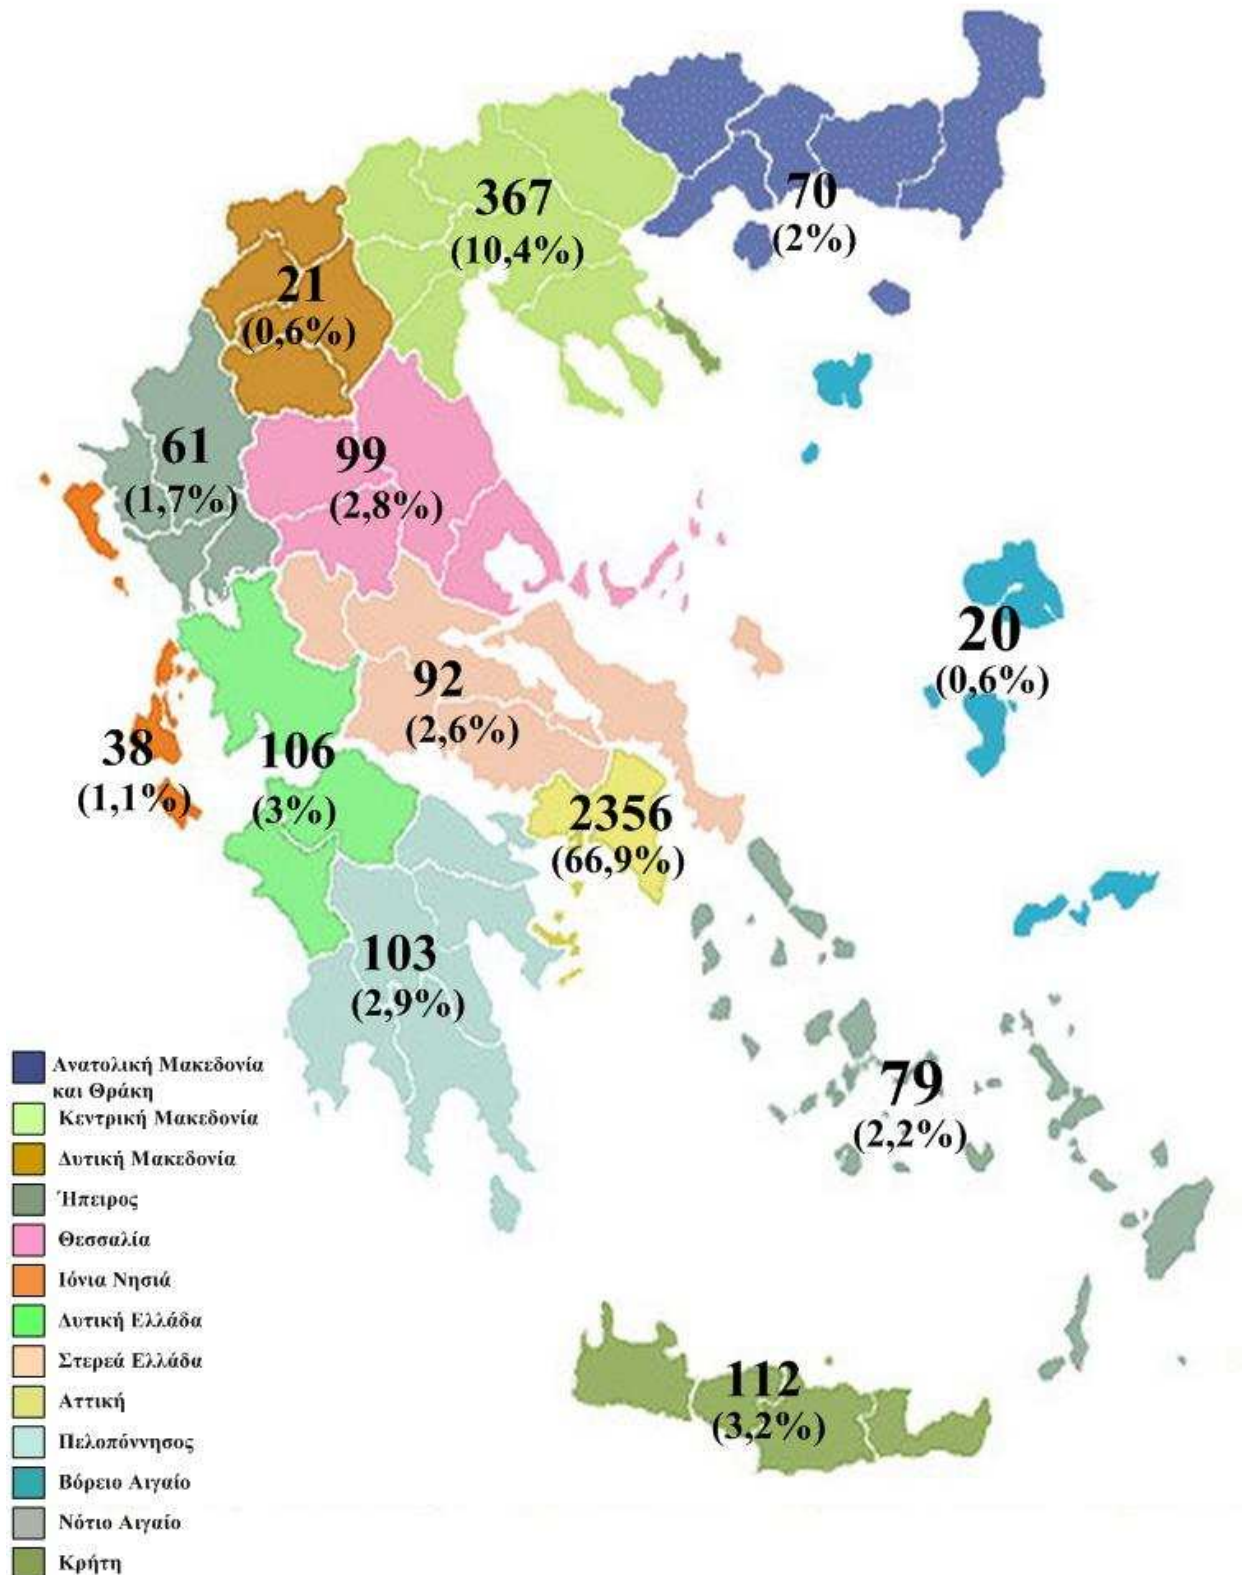 367
(10,4%)
70
(2%)
21
(0,6%)
61
(1,7%)
99
(2,8%)
20
(0,6%)
92
(2,6%)
38
(1,1%)
106
(3%)
2356
(66,9%)
103
(2,9%)
79
(2,2%)
112
(3,2%)
Ανατολική Μακεδονία
και Θράκη
Κεντρική Μακεδονία
Δυτική Μακεδονία
Ήπειρος
Θεσσαλία
Ιόνια Νησιά
Δυτική Ελλάδα
Στερεά Ελλάδα
Αττική
Πελοπόννησος
Βόρειο Αιγαίο
Νότιο Αιγαίο
Κρήτη